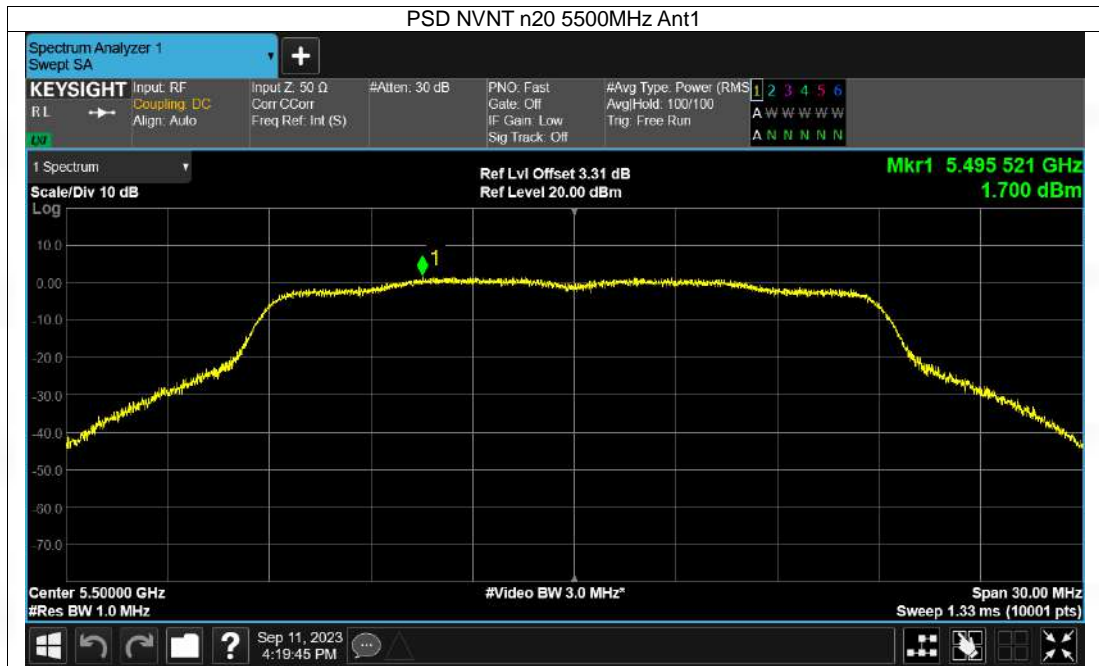 PSD NVNT n20 5500MHz Ant1
Spectrum Analyzer 1
Swept SA
KEYSIGHT
RL
LXI
Input: RF
Coupling: DC
Align: Auto
Input Z: 50 Ω
Corr CCorr
Freq Ref: Int (S)
#Atten: 30 dB
PNO: Fast
Gate: Off
IF Gain: Low
Sig Track: Off
#Avg Type: Power (RMS
Avg|Hold: 100/100
Trig: Free Run
1 2 3 4 5 6
A W W W W W
A N N N N N
1 Spectrum
Scale/Div 10 dB
Log
Ref Lvl Offset 3.31 dB
Ref Level 20.00 dBm
Mkr1 5.495 521 GHz
1.700 dBm
10.0
1
0.00
-10.0
-20.0
-30.0
-40.0
-50.0
-60.0
-70.0
Center 5.50000 GHz
#Res BW 1.0 MHz
#Video BW 3.0 MHz*
Span 30.00 MHz
Sweep 1.33 ms (10001 pts)
?
Sep 11, 2023
4:19:45 PM